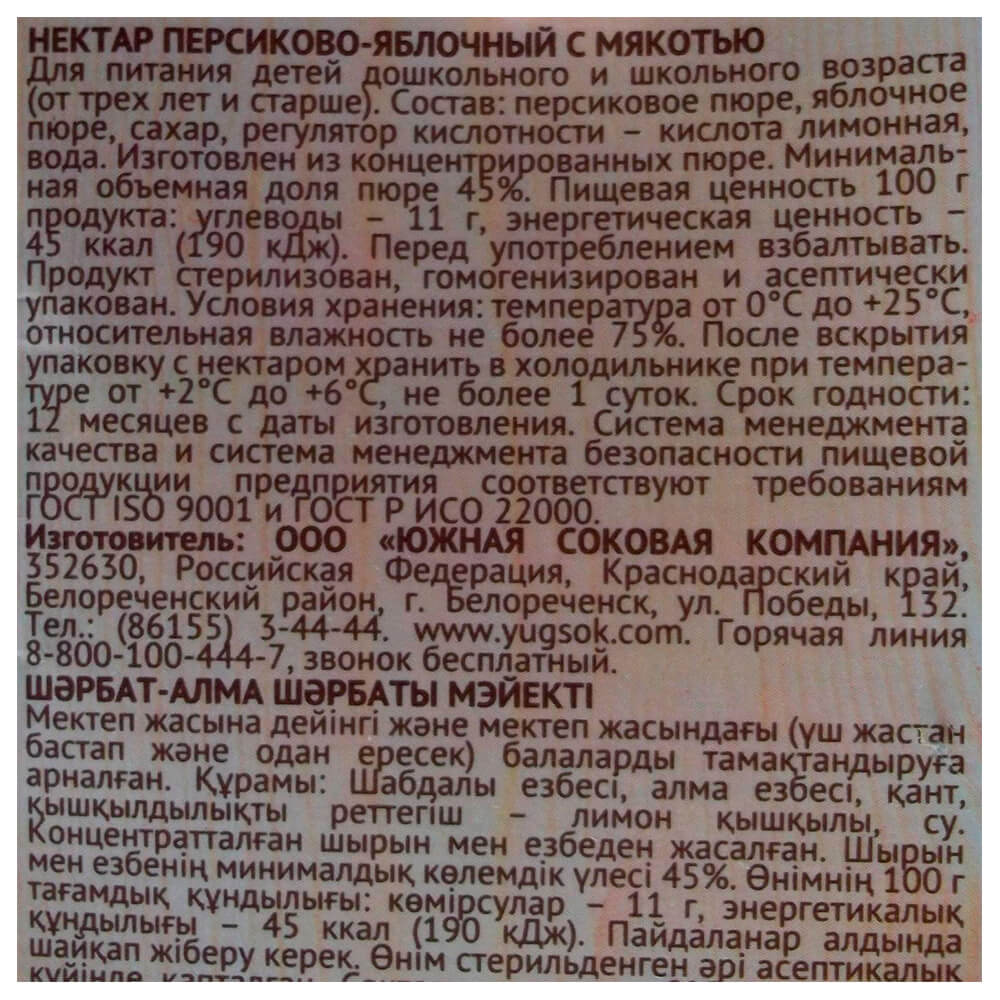 НЕКТАР ПЕРСИКОВО-ЯБЛОЧНЫЙ С МЯКОТЬЮ
Для питания детей дошкольного и школьного возраста
(от трех лет и старше). Состав: персиковое пюре, яблочное
пюре, сахар, регулятор кислотности – кислота лимонная,
вода. Изготовлен из концентрированных пюре. Минималь-
ная объемная доля пюре 45%. Пищевая ценность 100 г
продукта: углеводы – 11 г, энергетическая ценность –
45 ккал (190 кДж). Перед употреблением взбалтывать.
Продукт стерилизован, гомогенизирован и асептически
упакован. Условия хранения: температура от 0°С до +25°С,
относительная влажность не более 75%. После вскрытия
упаковку с нектаром хранить в холодильнике при темпера-
туре от +2°С до +6°С, не более 1 суток. Срок годности:
12 месяцев с даты изготовления. Система менеджмента
качества и система менеджмента безопасности пищевой
продукции предприятия соответствуют требованиям
ГОСТ ISO 9001 и ГОСТ Р ИСО 22000.
Изготовитель: ООО «ЮЖНАЯ СОКОВАЯ КОМПАНИЯ»,
352630, Российская Федерация, Краснодарский край,
Белореченский район, г. Белореченск, ул. Победы, 132.
Тел.: (86155) 3-44-44. www.yugsok.com. Горячая линия
8-800-100-444-7, звонок бесплатный.
ШӘРБАТ-АЛМА ШӘРБАТЫ МЭЙЕКТІ
Мектеп жасына дейінгі және мектеп жасындағы (үш жастан
бастап және одан ересек) балаларды тамақтандыруға
арналған. Құрамы: Шабдалы езбесі, алма езбесі, қант,
қышқылдылықты реттегіш – лимон қышқылы, су.
Концентратталған шырын мен езбеден жасалған. Шырын
мен езбенің минималдық көлемдік үлесі 45%. Өнімнің 100 г
тағамдық құндылығы: көмірсулар – 11 г, энергетикалық
құндылығы – 45 ккал (190 кДж). Пайдаланар алдында
шайқап жіберу керек. Өнім стерильденген әрі асептикалық
күйінде қапталған.